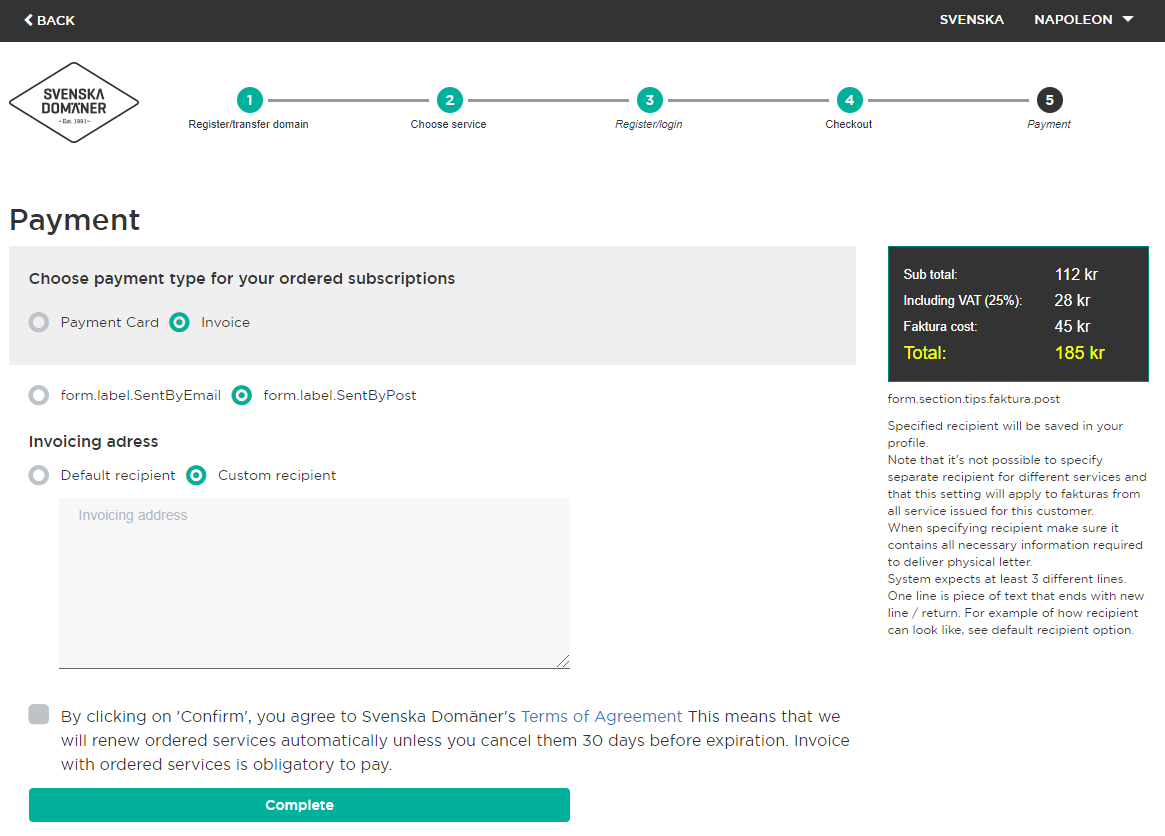 BACK
SVENSKA
NAPOLEON
SVENSKA
DOMÄNER
~Est. 1991~
1
2
3
4
5
Register/transfer domain
Choose service
Register/login
Checkout
Payment
Payment
Choose payment type for your ordered subscriptions
Payment Card
Invoice
form.label.SentByEmail
form.label.SentByPost
Invoicing adress
Default recipient
Custom recipient
Invoicing address
By clicking on 'Confirm', you agree to Svenska Domäner's Terms of Agreement This means that we
will renew ordered services automatically unless you cancel them 30 days before expiration. Invoice
with ordered services is obligatory to pay.
Complete
Sub total: 112 kr
Including VAT (25%): 28 kr
Faktura cost: 45 kr
Total: 185 kr
form.section.tips.faktura.post
Specified recipient will be saved in your
profile.
Note that it's not possible to specify
separate recipient for different services and
that this setting will apply to fakturas from
all service issued for this customer.
When specifying recipient make sure it
contains all necessary information required
to deliver physical letter.
System expects at least 3 different lines.
One line is piece of text that ends with new
line / return. For example of how recipient
can look like, see default recipient option.